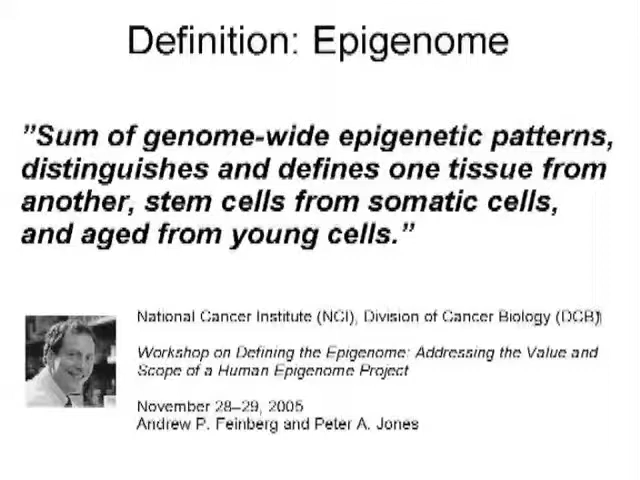 Definition: Epigenome
”Sum of genome-wide epigenetic patterns,
distinguishes and defines one tissue from
another, stem cells from somatic cells,
and aged from young cells.”
National Cancer Institute (NCI), Division of Cancer Biology (DCB)
Workshop on Defining the Epigenome: Addressing the Value and
Scope of a Human Epigenome Project
November 28–29, 2005
Andrew P. Feinberg and Peter A. Jones